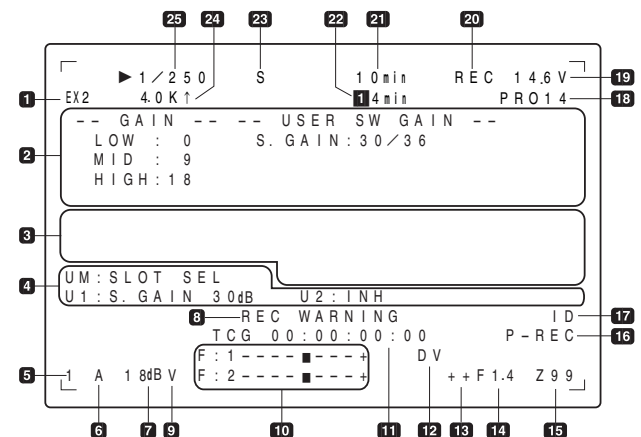 25 24 23 22 21 20
▶1/250 S 10min REC 14.6V 19
1 EX2 4.0K↑ 1 4min PRO14 18
2 -- GAIN -- -- USER SW GAIN --
LOW : 0 S.GAIN:30/36
MID : 9
HIGH:18
3
4 UM:SLOT SEL
U1:S.GAIN 30dB U2:INH
8 REC WARNING ID 17
TCG 00:00:00:00 P-REC 16
F:1----■---+ DV
5 1 A 18dB V F:2----■---+ ++F1.4 Z99
6 7 9 10 11 12 13 14 15